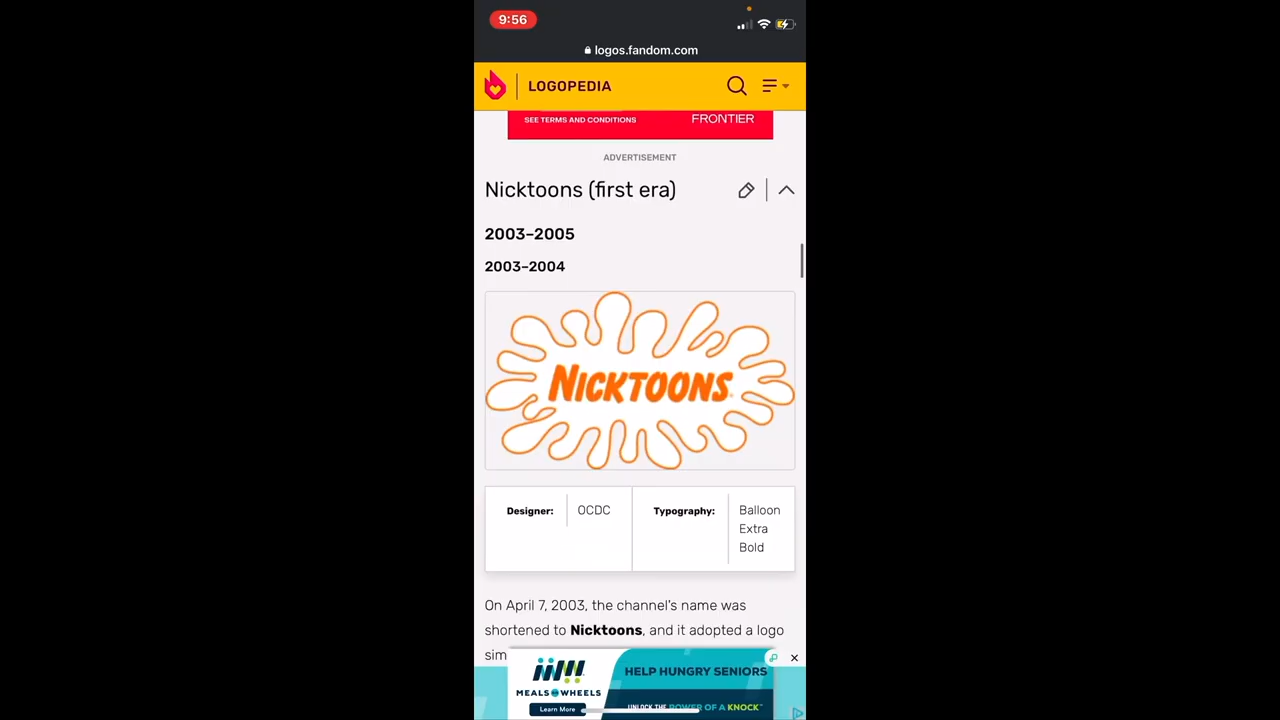 9:56
logos.fandom.com
LOGOPEDIA
SEE TERMS AND CONDITIONS FRONTIER
ADVERTISEMENT
Nicktoons (first era)
2003–2005
2003–2004
NICKTOONS
Designer: OCDC
Typography: Balloon
Extra
Bold
On April 7, 2003, the channel's name was
shortened to Nicktoons, and it adopted a logo
sim
HELP HUNGRY SENIORS
MEALS ON WHEELS
Learn More
UNLOCK THE POWER OF A KNOCK™